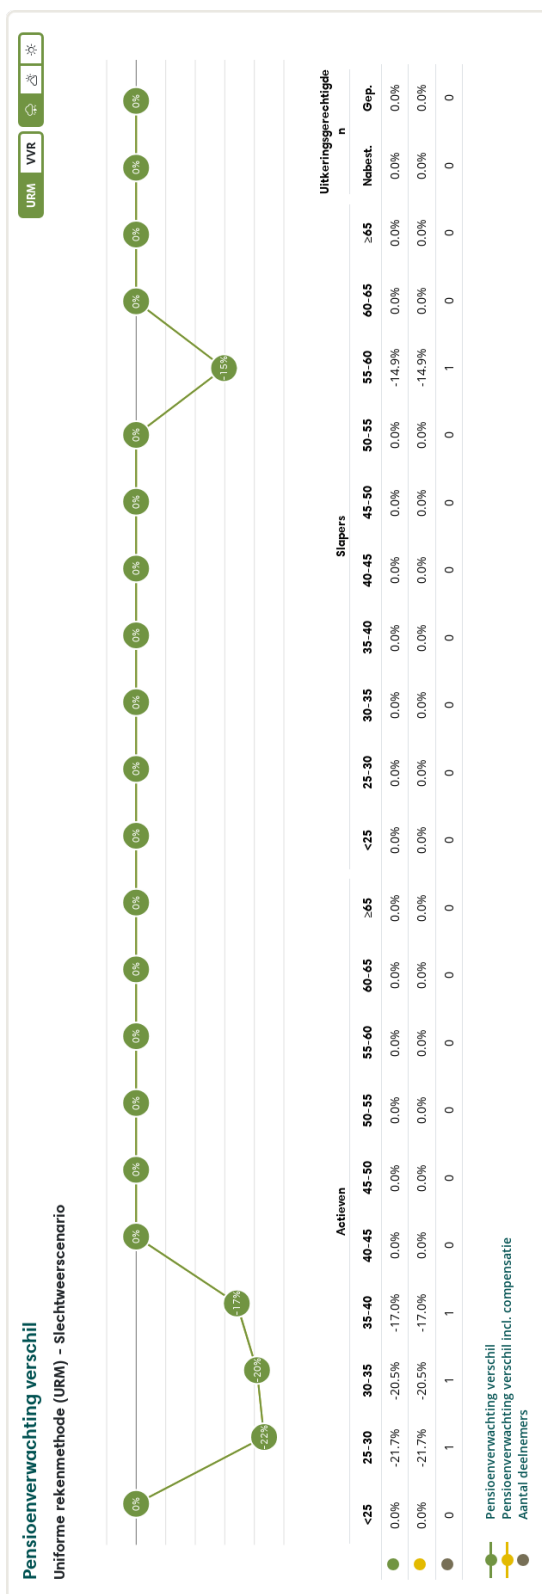 Pensioenverwachting verschil
Uniforme rekenmethode (URM) - Slechtweerscenario
URM VVR
0% -22% -20% -17% 0% 0% 0% 0% 0% 0% 0% 0% 0% 0% 0% 0% 0% -15% 0% 0% 0% 0%
Actieven Slapers Uitkeringsgerechtigde
n
<25 25-30 30-35 35-40 40-45 45-50 50-55 55-60 60-65 ≥65 <25 25-30 30-35 35-40 40-45 45-50 50-55 55-60 60-65 ≥65 Nabest. Gep.
0.0% -21.7% -20.5% -17.0% 0.0% 0.0% 0.0% 0.0% 0.0% 0.0% 0.0% 0.0% 0.0% 0.0% 0.0% 0.0% 0.0% -14.9% 0.0% 0.0% 0.0% 0.0%
0.0% -21.7% -20.5% -17.0% 0.0% 0.0% 0.0% 0.0% 0.0% 0.0% 0.0% 0.0% 0.0% 0.0% 0.0% 0.0% 0.0% -14.9% 0.0% 0.0% 0.0% 0.0%
0 1 1 1 0 0 0 0 0 0 0 0 0 0 0 0 0 1 0 0 0 0
Pensioenverwachting verschil
Pensioenverwachting verschil incl. compensatie
Aantal deelnemers